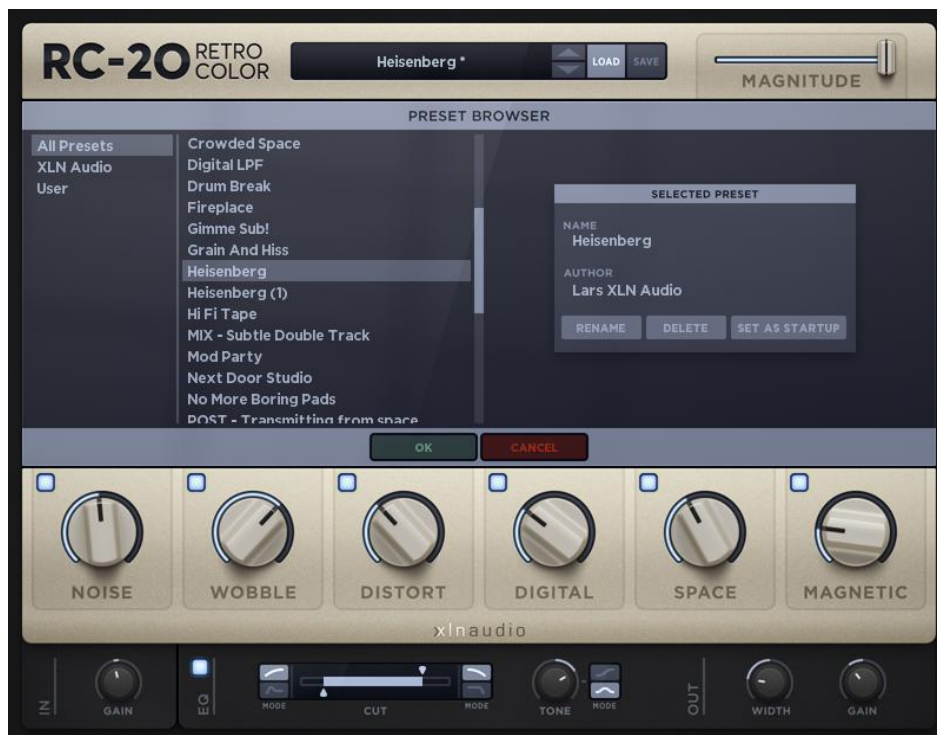 RC-20 RETRO COLOR
Heisenberg *
LOAD
SAVE
MAGNITUDE
PRESET BROWSER
All Presets
XLN Audio
User
Crowded Space
Digital LPF
Drum Break
Fireplace
Gimme Sub!
Grain And Hiss
Heisenberg
Heisenberg (1)
Hi Fi Tape
MIX - Subtle Double Track
Mod Party
Next Door Studio
No More Boring Pads
POST - Transmitting from space
SELECTED PRESET
NAME
Heisenberg
AUTHOR
Lars XLN Audio
RENAME
DELETE
SET AS STARTUP
OK
CANCEL
NOISE
WOBBLE
DISTORT
DIGITAL
SPACE
MAGNETIC
xlnaudio
IN
GAIN
EQ
MODE
CUT
MODE
TONE
MODE
OUT
WIDTH
GAIN